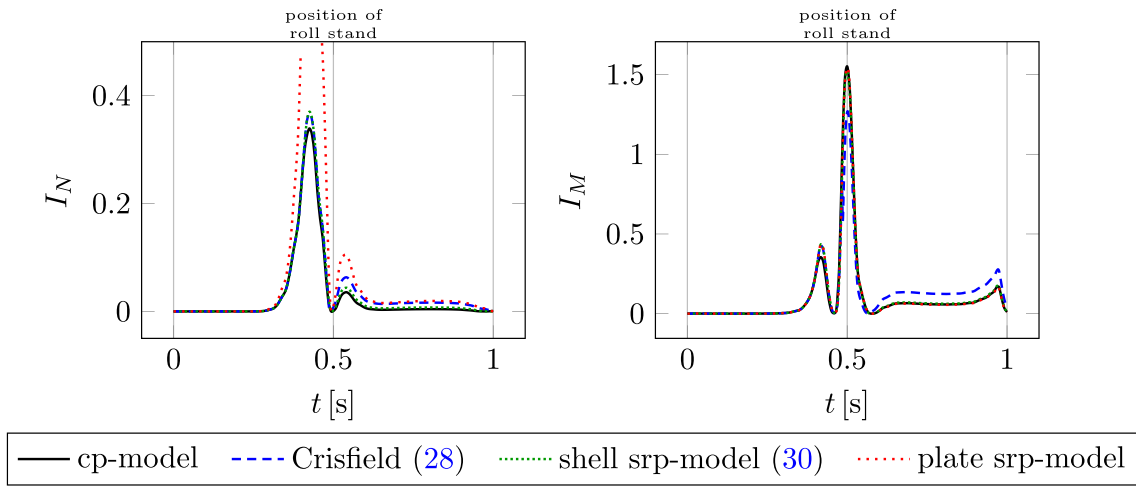 position of
roll stand
position of
roll stand
I_N
0.4
0.2
0
0 0.5 1
t [s]
I_M
1.5
1
0.5
0
0 0.5 1
t [s]
cp-model Crisfield (28) shell srp-model (30) plate srp-model